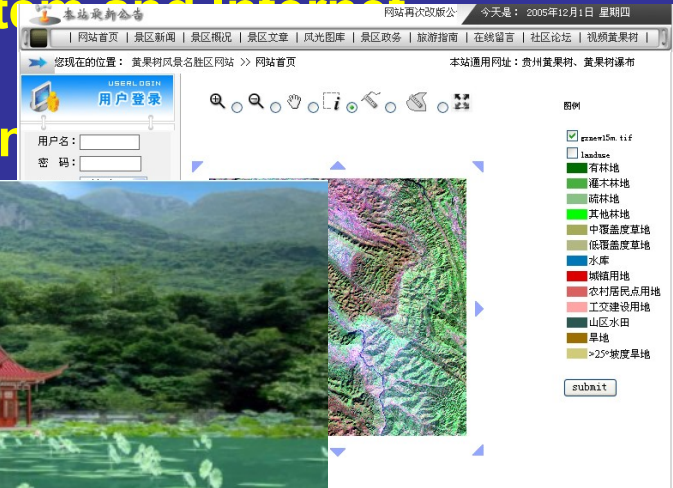 tem and Internet
本站最新公告 网站再次改版公 今天是： 2005年12月1日 星期四
| 网站首页 | 景区新闻 | 景区概况 | 景区文章 | 风光图库 | 景区政务 | 旅游指南 | 在线留言 | 社区论坛 | 视频黄果树 |
您现在的位置： 黄果树风景名胜区网站 >> 网站首页 本站通用网址：贵州黄果树、黄果树瀑布
USERLOGIN
用户登录
图例
用户名：
gznew15m.tif
密 码：
landuse
有林地
灌木林地
疏林地
其他林地
中覆盖度草地
低覆盖度草地
水库
城镇用地
农村居民点用地
工交建设用地
山区水田
旱地
>25°坡度旱地
submit